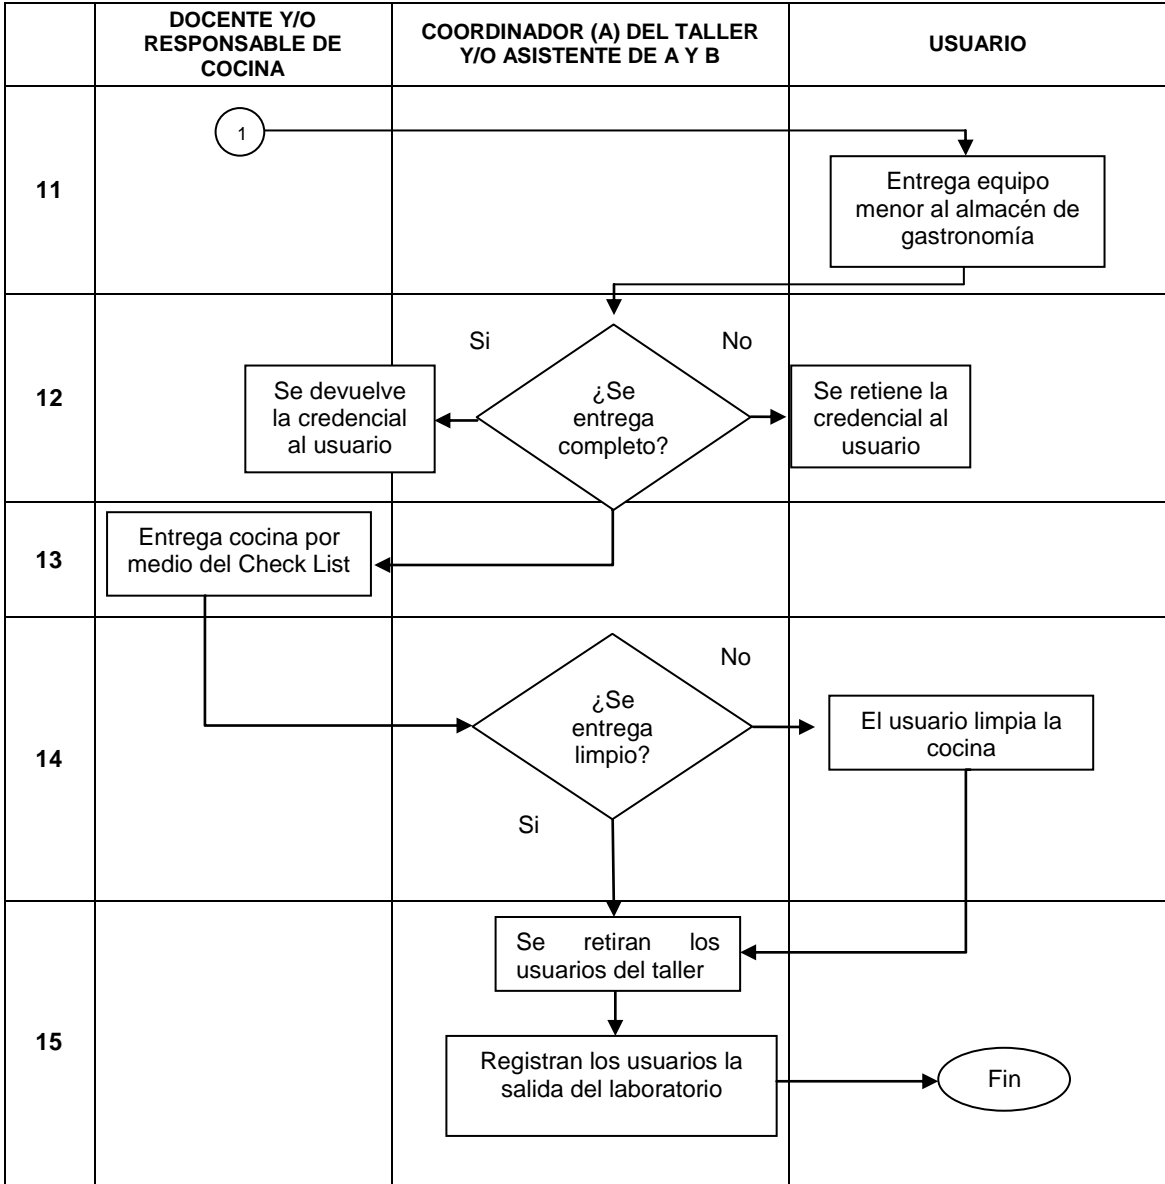 DOCENTE Y/O
RESPONSABLE DE
COCINA
COORDINADOR (A) DEL TALLER
Y/O ASISTENTE DE A Y B
USUARIO
11
1
Entrega equipo
menor al almacén de
gastronomía
12
Si
No
Se devuelve
la credencial
al usuario
¿Se
entrega
completo?
Se retiene la
credencial al
usuario
13
Entrega cocina por
medio del Check List
14
No
¿Se
entrega
limpio?
El usuario limpia la
cocina
Si
15
Se retiran los
usuarios del taller
Registran los usuarios la
salida del laboratorio
Fin